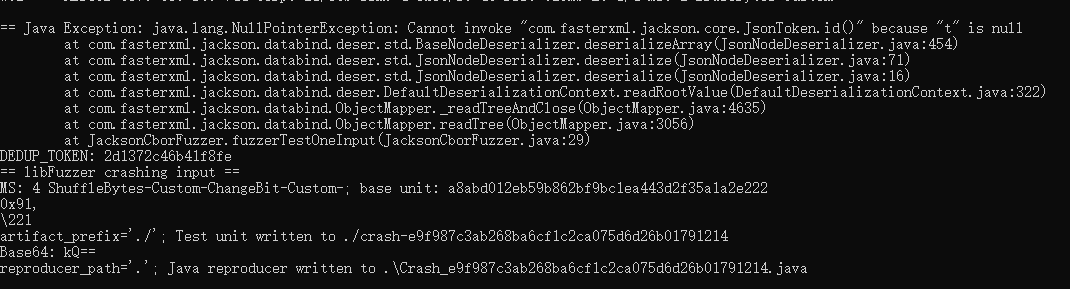 == Java Exception: java.lang.NullPointerException: Cannot invoke "com.fasterxml.jackson.core.JsonToken.id()" because "t" is null
at com.fasterxml.jackson.databind.deser.std.BaseNodeDeserializer.deserializeArray(JsonNodeDeserializer.java:454)
at com.fasterxml.jackson.databind.deser.std.JsonNodeDeserializer.deserialize(JsonNodeDeserializer.java:71)
at com.fasterxml.jackson.databind.deser.std.JsonNodeDeserializer.deserialize(JsonNodeDeserializer.java:16)
at com.fasterxml.jackson.databind.deser.DefaultDeserializationContext.readRootValue(DefaultDeserializationContext.java:322)
at com.fasterxml.jackson.databind.ObjectMapper._readTreeAndClose(ObjectMapper.java:4635)
at com.fasterxml.jackson.databind.ObjectMapper.readTree(ObjectMapper.java:3056)
at JacksonCborFuzzer.fuzzerTestOneInput(JacksonCborFuzzer.java:29)
DEDUP_TOKEN: 2d1372c46b41f8fe
== libFuzzer crashing input ==
MS: 4 ShuffleBytes-Custom-ChangeBit-Custom-; base unit: a8abd012eb59b862bf9bc1ea443d2f35a1a2e222
0x91,
\221
artifact_prefix='./'; Test unit written to ./crash-e9f987c3ab268ba6cf1c2ca075d6d26b01791214
Base64: kQ==
reproducer_path='.'; Java reproducer written to .\Crash_e9f987c3ab268ba6cf1c2ca075d6d26b01791214.java